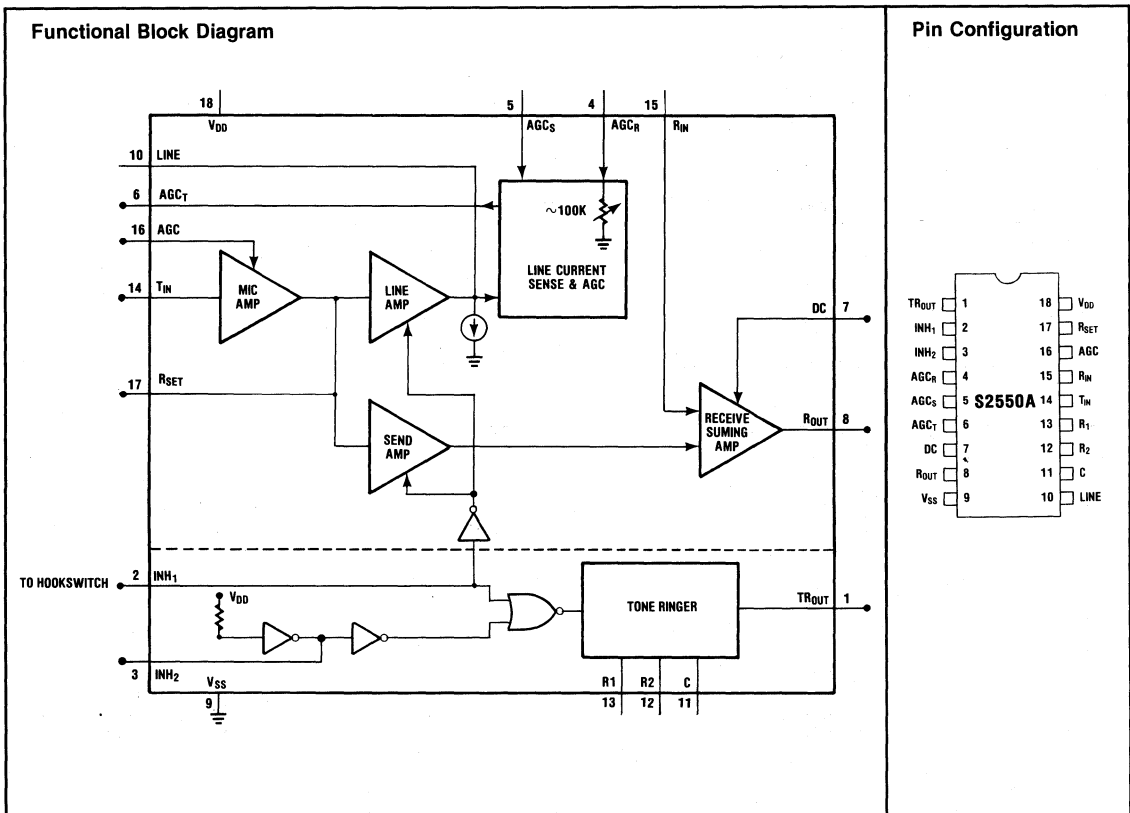 Functional Block Diagram
18
VDD
5
AGCS
4
AGCR
15
RIN
10 LINE
6 AGCT
16 AGC
14 TIN
MIC
AMP
LINE
AMP
~100K
LINE CURRENT
SENSE & AGC
DC 7
17 RSET
SEND
AMP
RECEIVE
SUMING
AMP
ROUT 8
TO HOOKSWITCH 2 INH1
VDD
TONE RINGER
TROUT 1
3 INH2
VSS
9
R1 R2 C
13 12 11
Pin Configuration
TROUT 1 18 VDD
INH1 2 17 RSET
INH2 3 16 AGC
AGCR 4 15 RIN
AGCS 5 S2550A 14 TIN
AGCT 6 13 R1
DC 7 12 R2
ROUT 8 11 C
VSS 9 10 LINE